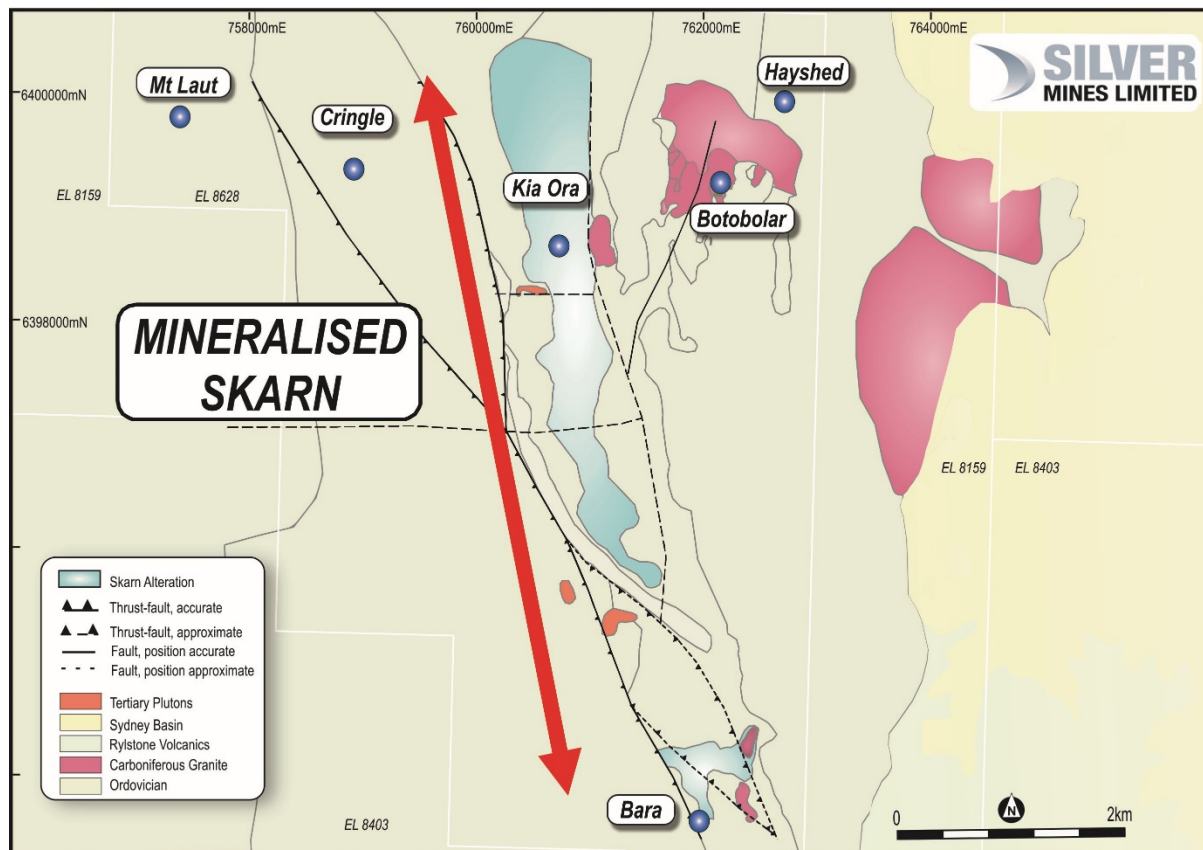 758000mE
760000mE
762000mE
764000mE
SILVER
MINES LIMITED
6400000mN
Mt Laut
Cringle
Hayshed
Kia Ora
Botobolar
EL 8159
EL 8628
6398000mN
MINERALISED
SKARN
EL 8159
EL 8403
Skarn Alteration
Thrust-fault, accurate
Thrust-fault, approximate
Fault, position accurate
Fault, position approximate
Tertiary Plutons
Sydney Basin
Rylstone Volcanics
Carboniferous Granite
Ordovician
EL 8403
Bara
N
0
2km